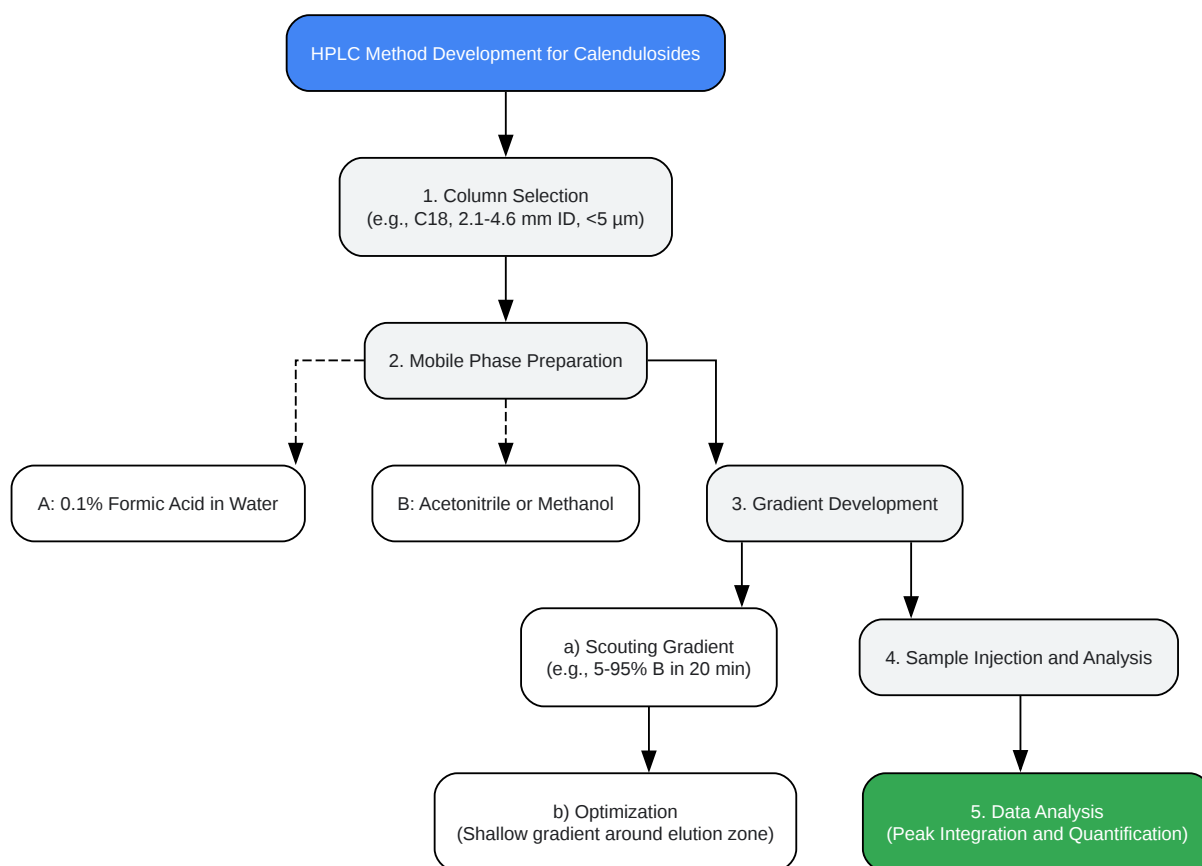 HPLC Method Development for Calendulosides
1. Column Selection
(e.g., C18, 2.1-4.6 mm ID, <5 µm)
2. Mobile Phase Preparation
A: 0.1% Formic Acid in Water
B: Acetonitrile or Methanol
3. Gradient Development
a) Scouting Gradient
(e.g., 5-95% B in 20 min)
4. Sample Injection and Analysis
b) Optimization
(Shallow gradient around elution zone)
5. Data Analysis
(Peak Integration and Quantification)